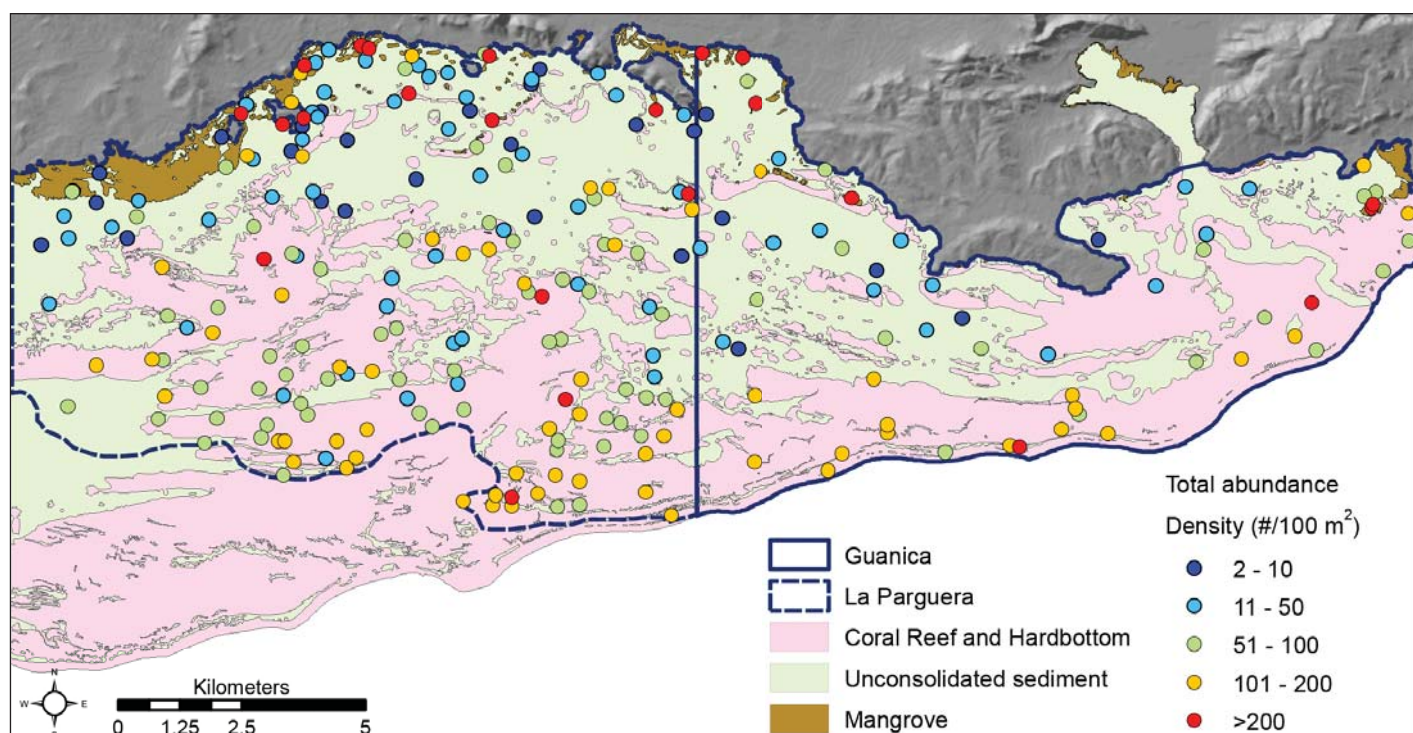 Guanica
La Parguera
Coral Reef and Hardbottom
Unconsolidated sediment
Mangrove
Total abundance
Density (#/100 m²)
2 - 10
11 - 50
51 - 100
101 - 200
>200
N
W E
Kilometers
0 1.25 2.5 5